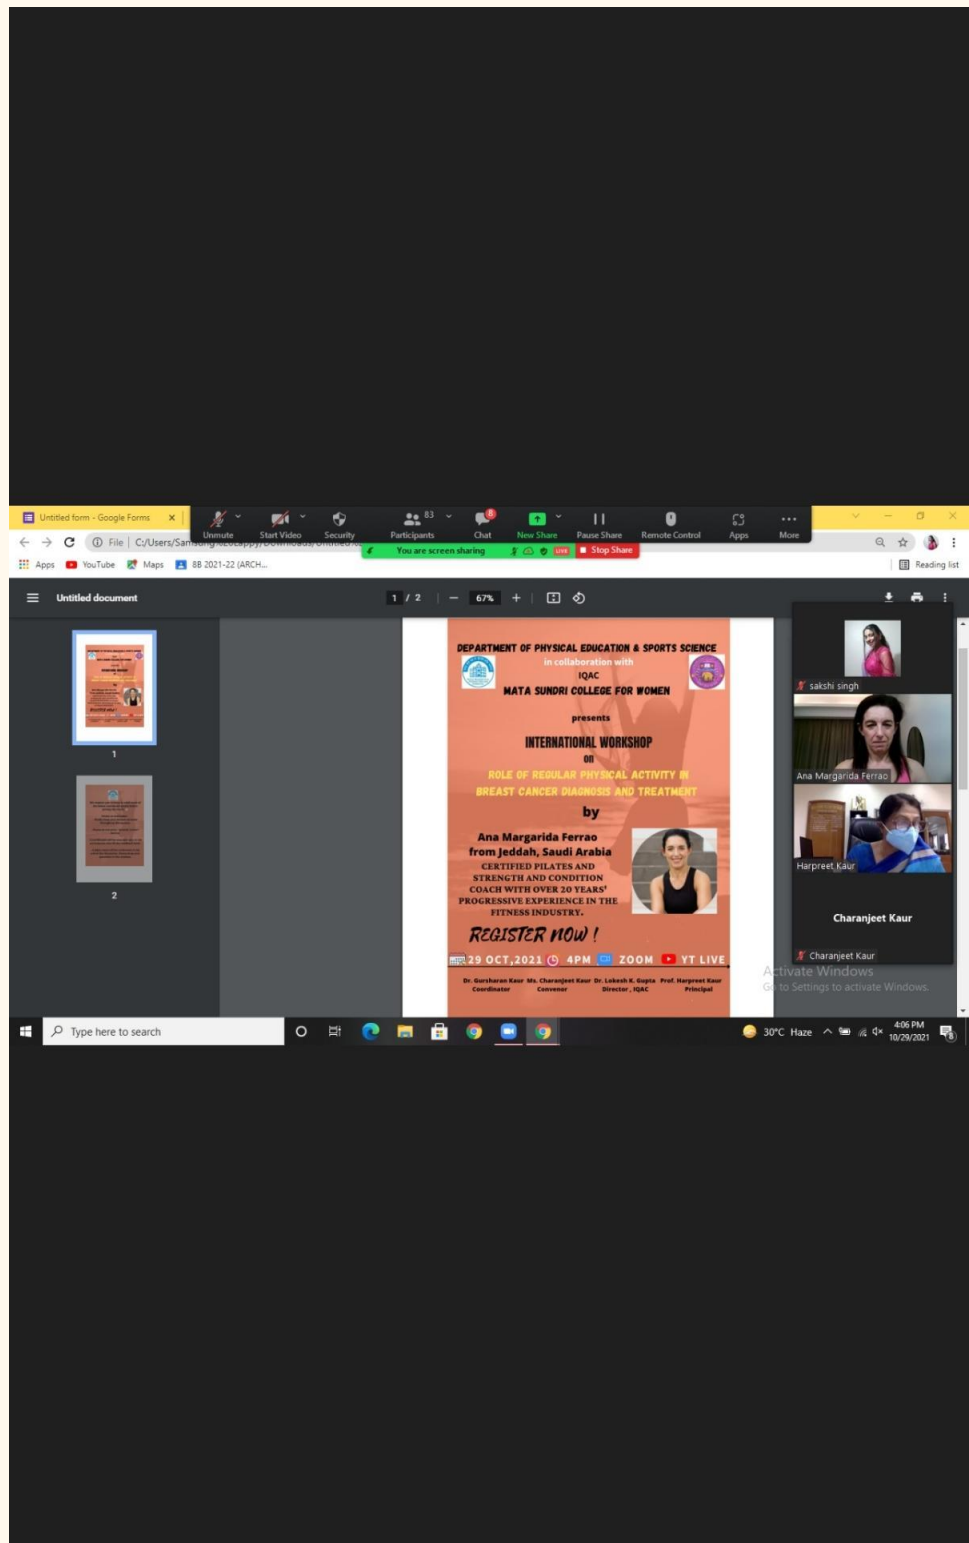 Untitled form - Google Forms
Unmute
Start Video
Security
83
Participants
8
Chat
New Share
Pause Share
Remote Control
Apps
More
File
You are screen sharing
LIVE
Stop Share
Apps
YouTube
Maps
8B 2021-22 (ARCH...
Reading list
Untitled document
1 / 2
67%
1
2
DEPARTMENT OF PHYSICAL EDUCATION & SPORTS SCIENCE
in collaboration with
IQAC
MATA SUNDRI COLLEGE FOR WOMEN
presents
INTERNATIONAL WORKSHOP
on
ROLE OF REGULAR PHYSICAL ACTIVITY IN
BREAST CANCER DIAGNOSIS AND TREATMENT
by
Ana Margarida Ferrao
from Jeddah, Saudi Arabia
CERTIFIED PILATES AND
STRENGTH AND CONDITION
COACH WITH OVER 20 YEARS'
PROGRESSIVE EXPERIENCE IN THE
FITNESS INDUSTRY.
REGISTER NOW !
29 OCT,2021 4PM ZOOM YT LIVE
Dr. Gursharan Kaur Ms. Charanjeet Kaur Dr. Lokesh K. Gupta Prof. Harpreet Kaur
Coordinator Convenor Director , IQAC Principal
sakshi singh
Ana Margarida Ferrao
Harpreet Kaur
Charanjeet Kaur
Charanjeet Kaur
Activate Windows
Go to Settings to activate Windows.
Type here to search
30°C Haze
4:06 PM
10/29/2021